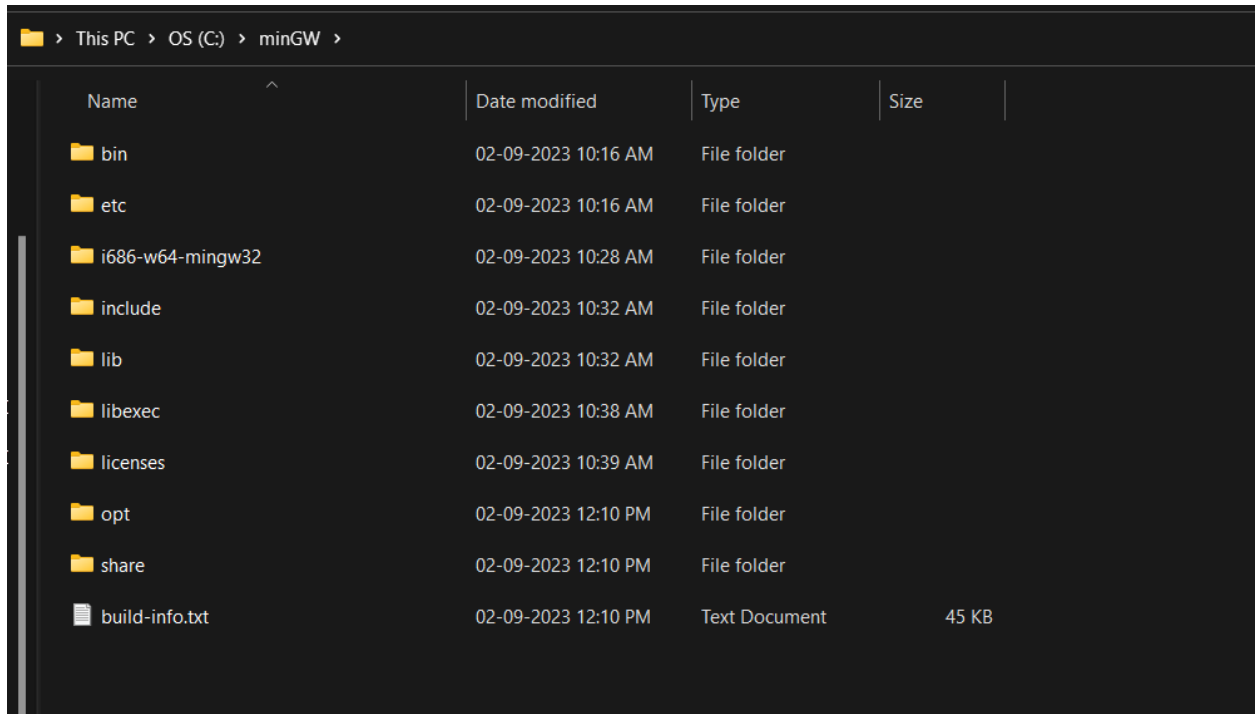 This PC > OS (C:) > minGW >
Name Date modified Type Size
bin 02-09-2023 10:16 AM File folder
etc 02-09-2023 10:16 AM File folder
i686-w64-mingw32 02-09-2023 10:28 AM File folder
include 02-09-2023 10:32 AM File folder
lib 02-09-2023 10:32 AM File folder
libexec 02-09-2023 10:38 AM File folder
licenses 02-09-2023 10:39 AM File folder
opt 02-09-2023 12:10 PM File folder
share 02-09-2023 12:10 PM File folder
build-info.txt 02-09-2023 12:10 PM Text Document 45 KB